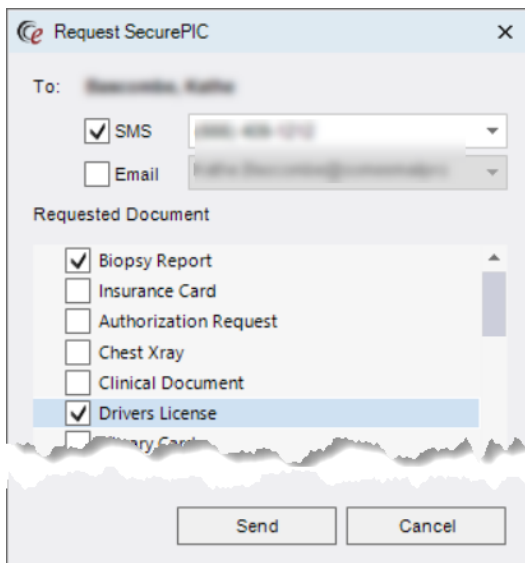 Request SecurePIC
To:
SMS
Email
Requested Document
Biopsy Report
Insurance Card
Authorization Request
Chest Xray
Clinical Document
Drivers License
Send Cancel